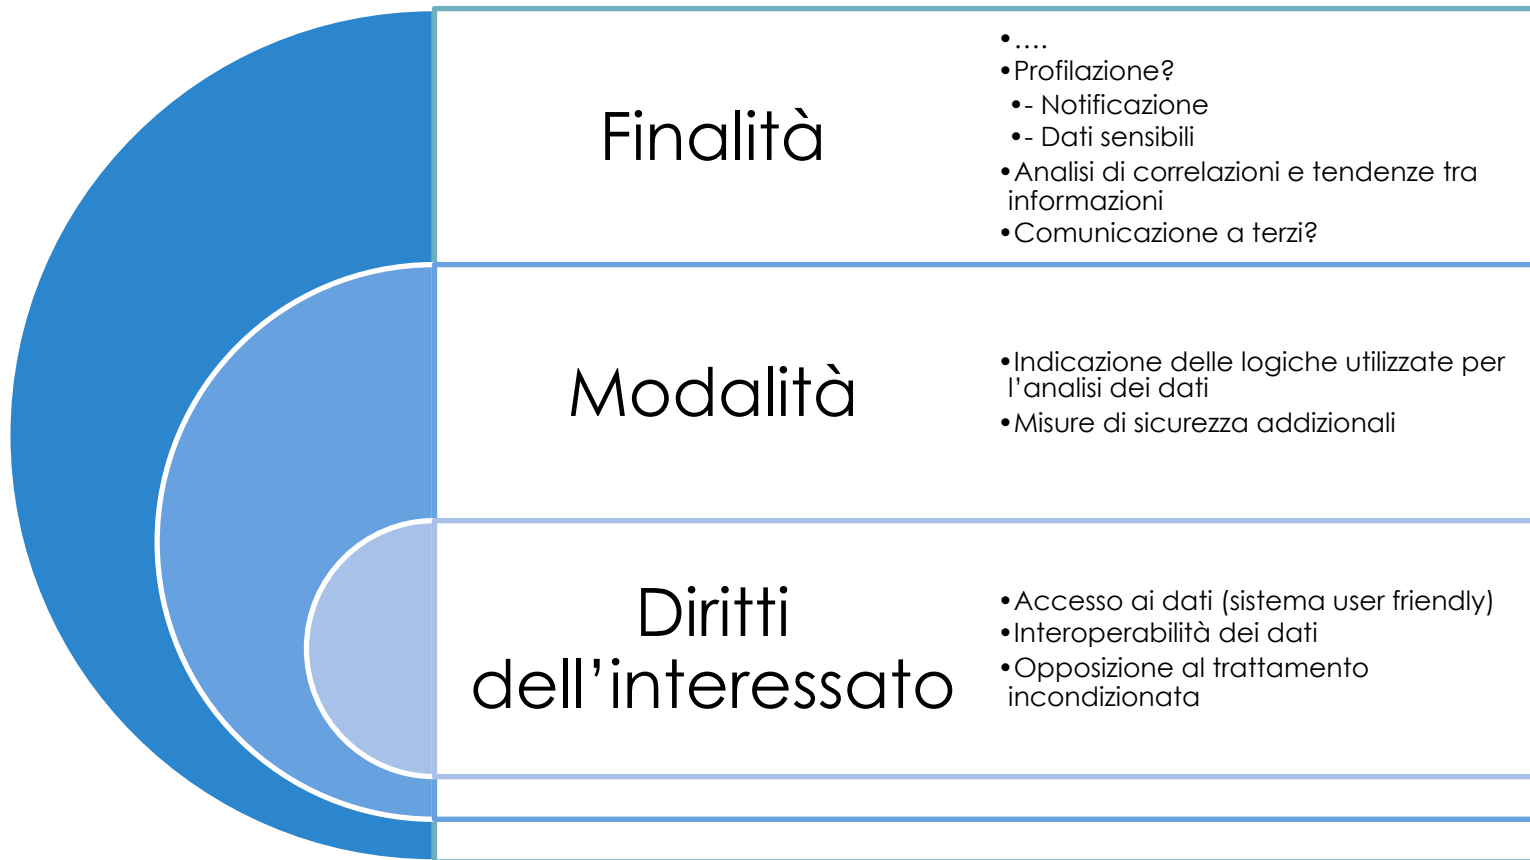 Finalità
•....
•Profilazione?
•- Notificazione
•- Dati sensibili
•Analisi di correlazioni e tendenze tra
informazioni
•Comunicazione a terzi?
Modalità
•Indicazione delle logiche utilizzate per
l’analisi dei dati
•Misure di sicurezza addizionali
Diritti
dell’interessato
•Accesso ai dati (sistema user friendly)
•Interoperabilità dei dati
•Opposizione al trattamento
incondizionata